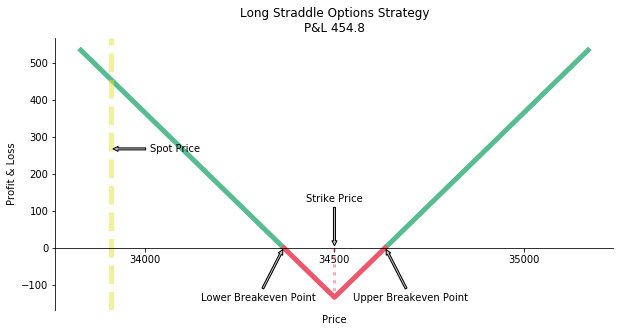 Long Straddle Options Strategy
P&L 454.8
500
400
300
200
100
0
−100
Profit & Loss
Spot Price
Strike Price
34000
34500
35000
Lower Breakeven Point
Upper Breakeven Point
Price